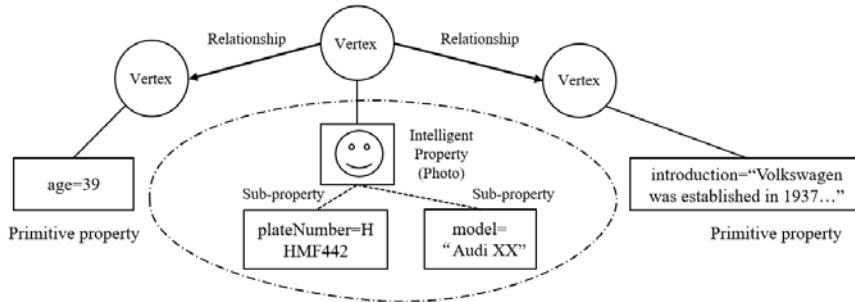 Vertex
Relationship
Relationship
Vertex
Vertex
Intelligent
Property
(Photo)
age=39
introduction=“Volkswagen
was established in 1937…”
Sub-property
Sub-property
Primitive property
plateNumber=H
HMF442
model=
“Audi XX”
Primitive property